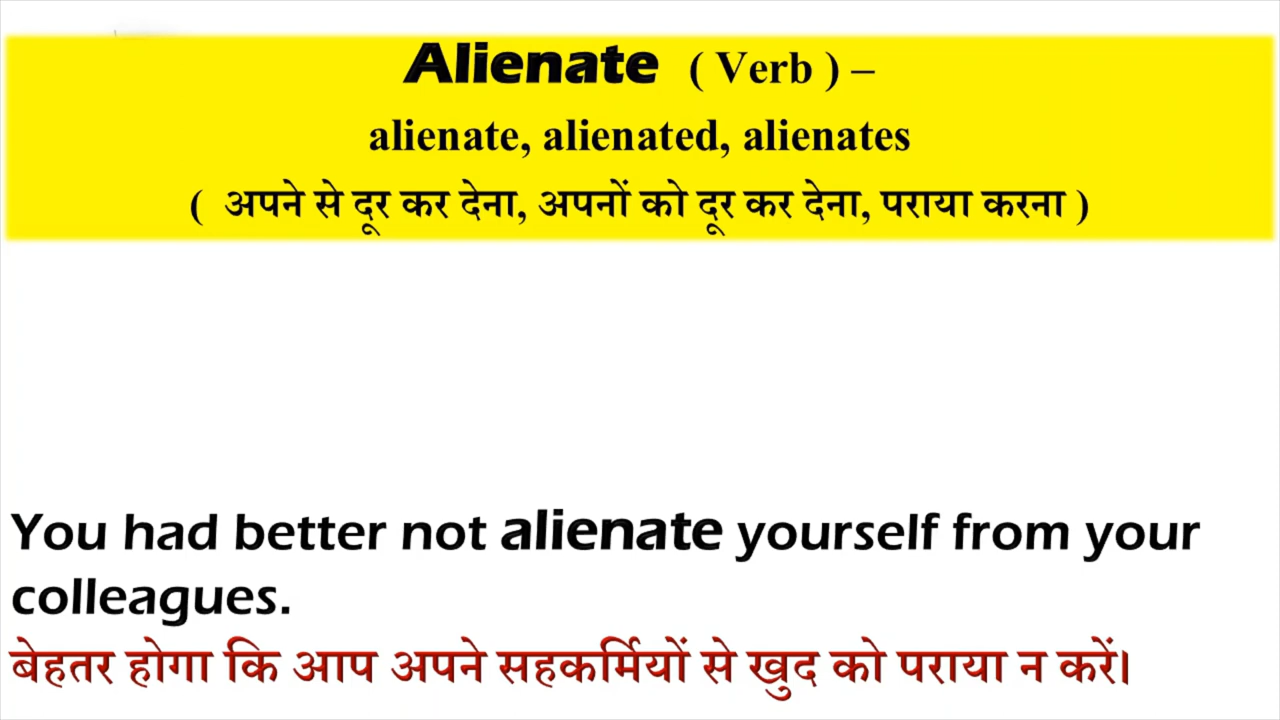 Alienate ( Verb ) –
alienate, alienated, alienates
( अपने से दूर कर देना, अपनों को दूर कर देना, पराया करना )
You had better not alienate yourself from your
colleagues.
बेहतर होगा कि आप अपने सहकर्मियों से खुद को पराया न करें।